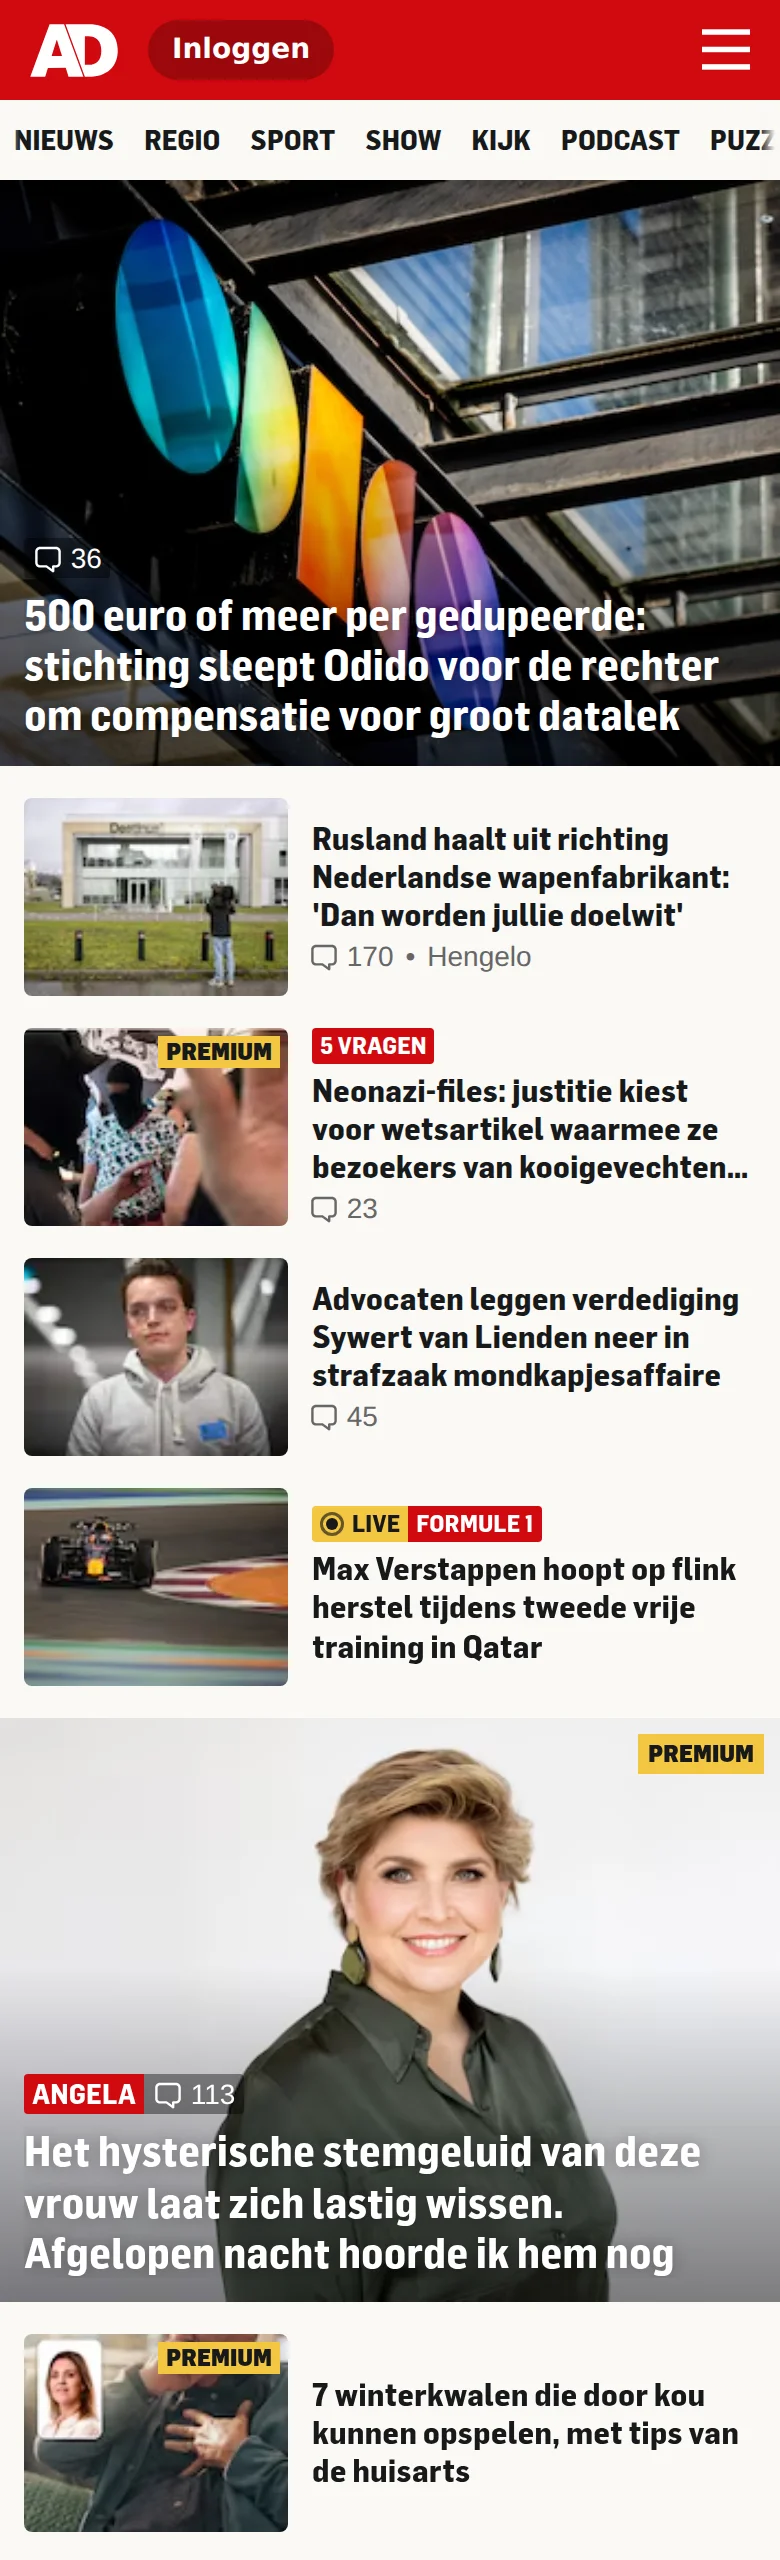 AD
Inloggen
NIEUWS REGIO SPORT SHOW KIJK PODCAST PUZZ
36
500 euro of meer per gedupeerde:
stichting sleept Odido voor de rechter
om compensatie voor groot datalek
Rusland haalt uit richting
Nederlandse wapenfabrikant:
'Dan worden jullie doelwit'
170 • Hengelo
PREMIUM
5 VRAGEN
Neonazi-files: justitie kiest
voor wetsartikel waarmee ze
bezoekers van kooigevechten...
23
Advocaten leggen verdediging
Sywert van Lienden neer in
strafzaak mondkapjesaffaire
45
LIVE FORMULE 1
Max Verstappen hoopt op flink
herstel tijdens tweede vrije
training in Qatar
PREMIUM
ANGELA 113
Het hysterische stemgeluid van deze
vrouw laat zich lastig wissen.
Afgelopen nacht hoorde ik hem nog
PREMIUM
7 winterkwalen die door kou
kunnen opspelen, met tips van
de huisarts